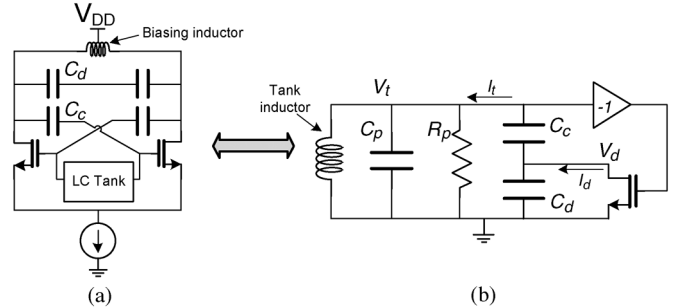 VDD
Biasing inductor
Cd
Cc
LC Tank
(a)
Tank
inductor
Vt
It
Cp
Rp
Cc
-1
Vd
Id
Cd
(b)